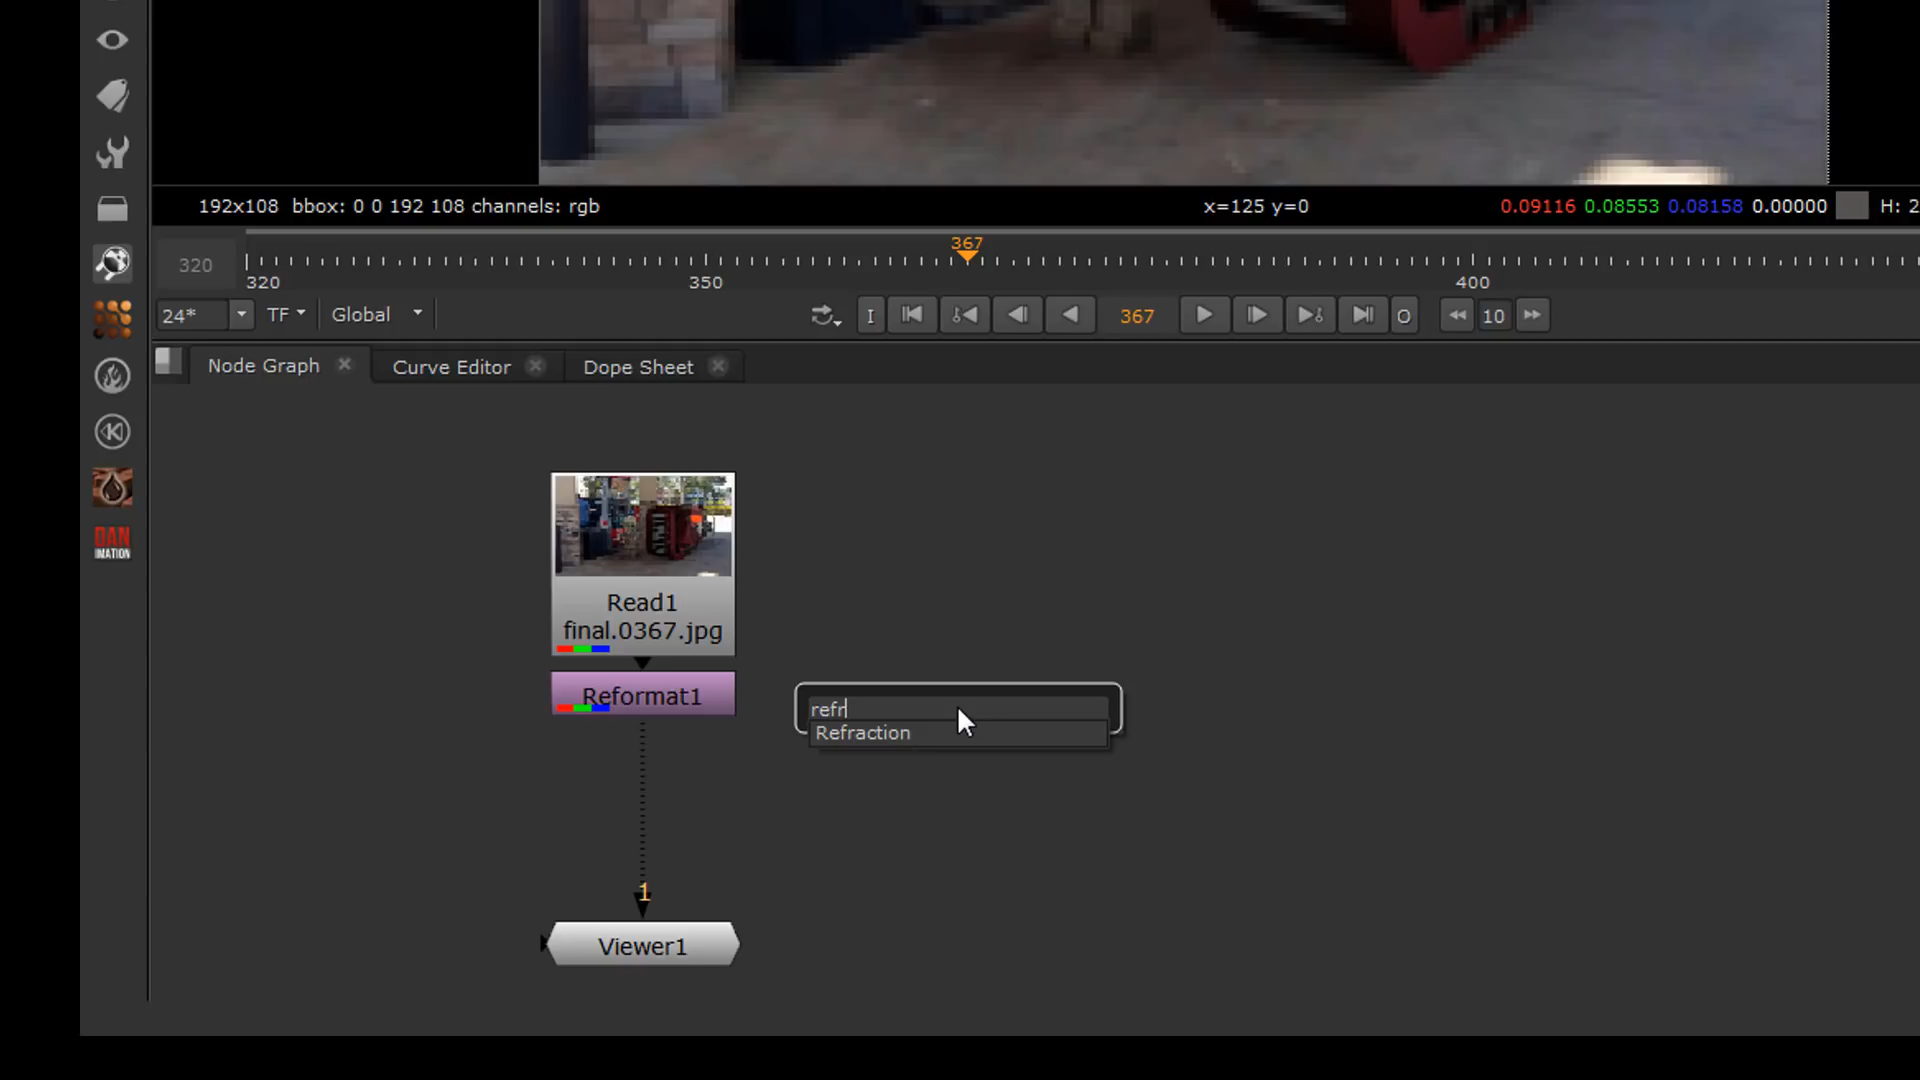 192x108 bbox: 0 0 192 108 channels: rgb
x=125 y=0
0.09116 0.08553 0.08158 0.00000
H: 2
320
367
320
350
400
24*
TF
Global
I
367
O
10
Node Graph
Curve Editor
Dope Sheet
DAN
IMATION
Read1
final.0367.jpg
Reformat1
refr
Refraction
1
Viewer1